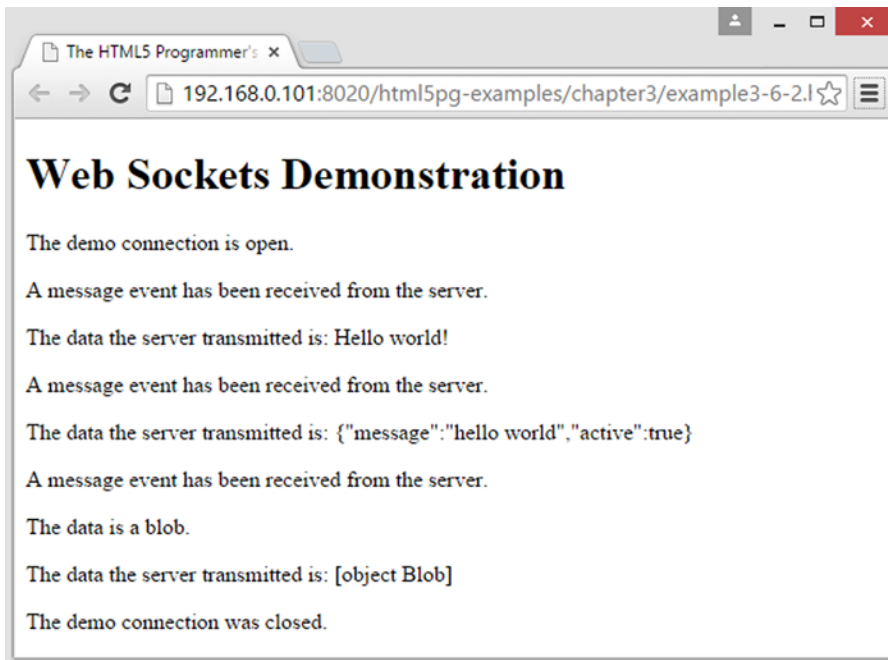 The HTML5 Programmer's
192.168.0.101:8020/html5pg-examples/chapter3/example3-6-2.l
Web Sockets Demonstration
The demo connection is open.
A message event has been received from the server.
The data the server transmitted is: Hello world!
A message event has been received from the server.
The data the server transmitted is: {"message":"hello world","active":true}
A message event has been received from the server.
The data is a blob.
The data the server transmitted is: [object Blob]
The demo connection was closed.